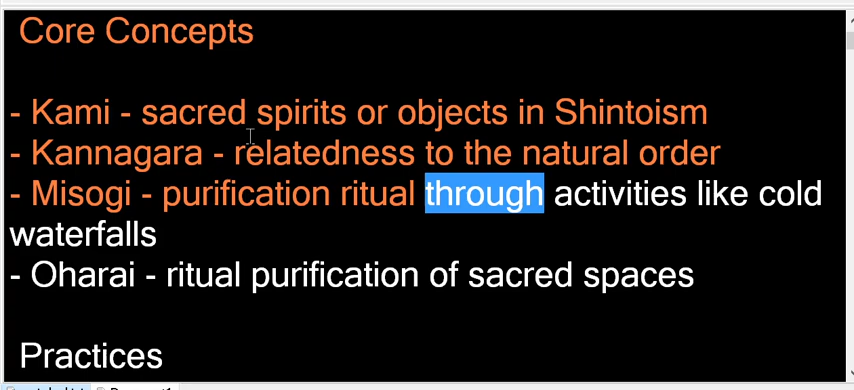 Core Concepts
- Kami - sacred spirits or objects in Shintoism
- Kannagara - relatedness to the natural order
- Misogi - purification ritual through activities like cold
waterfalls
- Oharai - ritual purification of sacred spaces
Practices